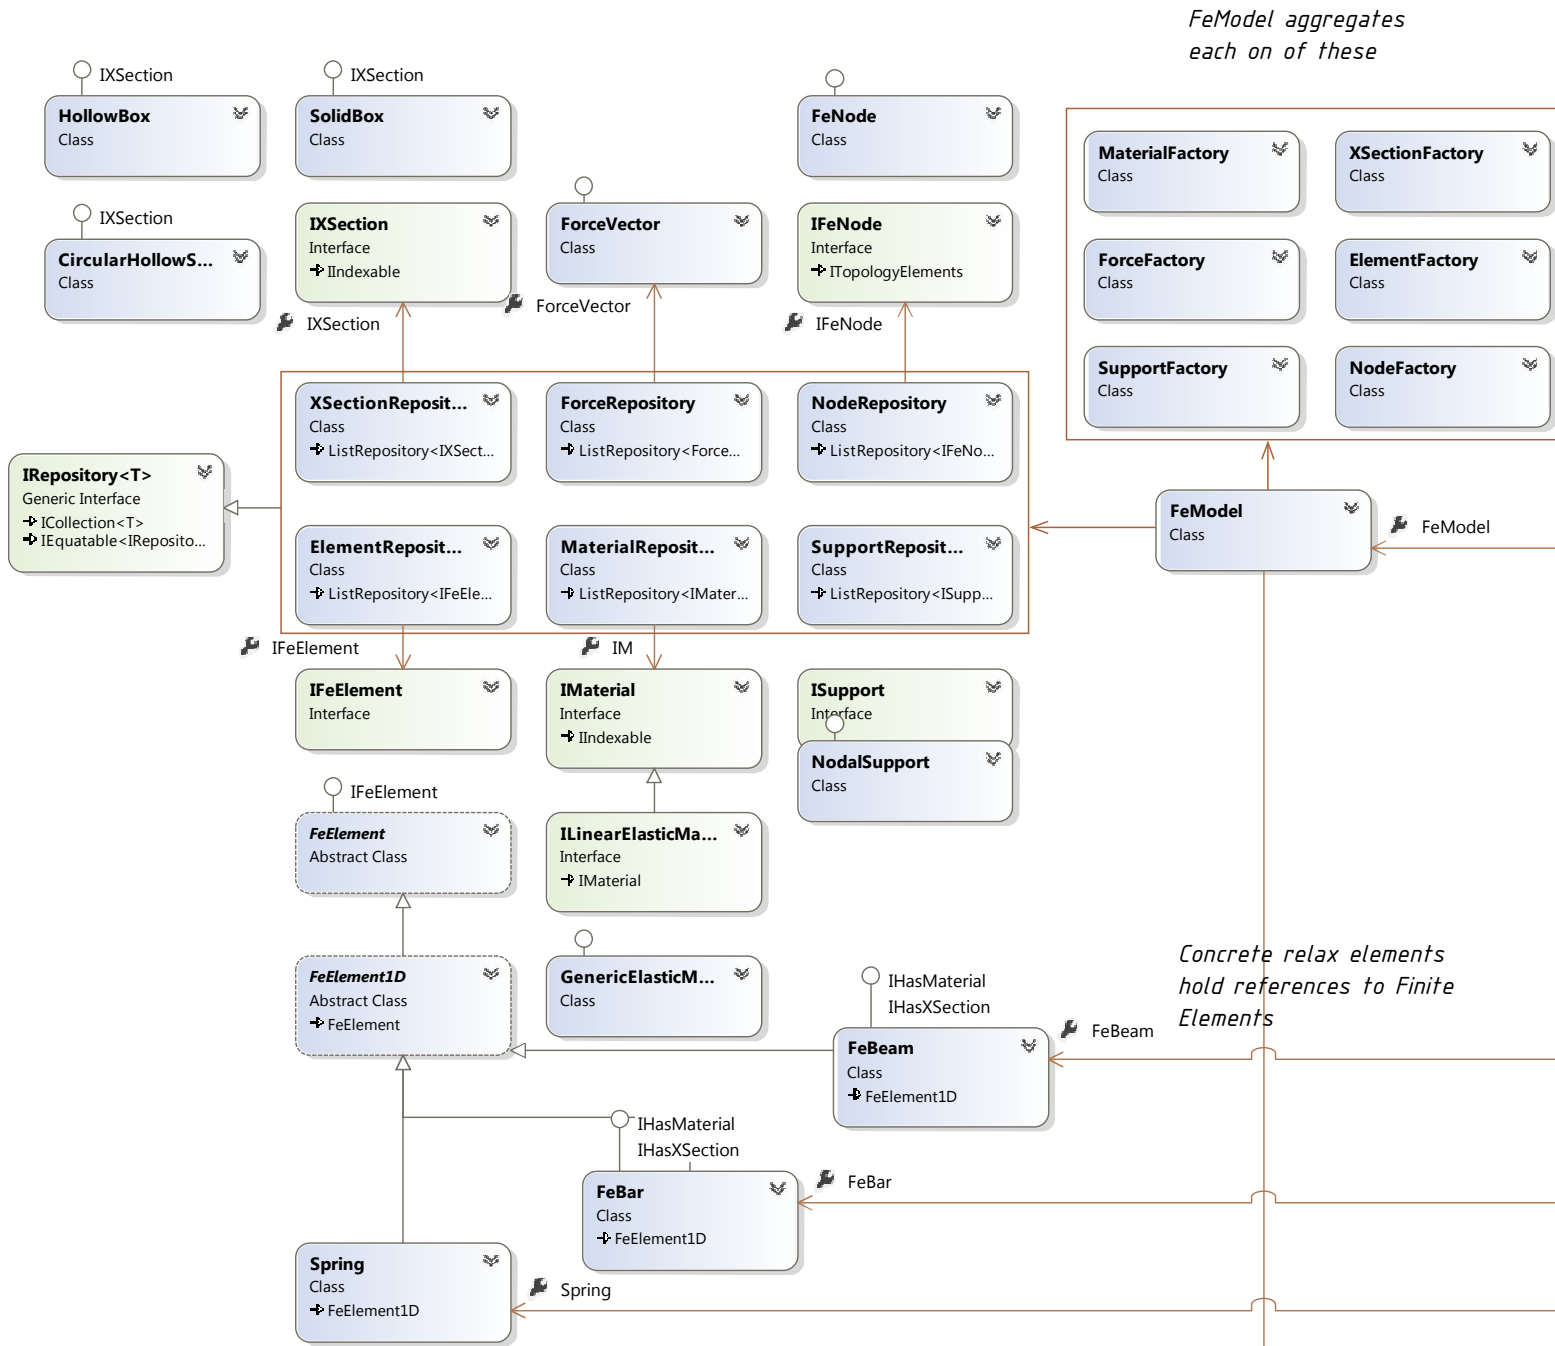 FeModel aggregates
each on of these
IXSection
HollowBox
Class
IXSection
SolidBox
Class
FeNode
Class
MaterialFactory
Class
XSectionFactory
Class
IXSection
CircularHollowS...
Class
IXSection
Interface
IIndexable
ForceVector
Class
IFeNode
Interface
ITopologyElements
ForceFactory
Class
ElementFactory
Class
IXSection
ForceVector
IFeNode
SupportFactory
Class
NodeFactory
Class
XSectionReposit...
Class
ListRepository<IXSect...
ForceRepository
Class
ListRepository<Force...
NodeRepository
Class
ListRepository<IFeNo...
IRepository<T>
Generic Interface
ICollection<T>
IEquatable<IReposito...
FeModel
Class
FeModel
ElementReposit...
Class
ListRepository<IFeEle...
MaterialReposit...
Class
ListRepository<IMater...
SupportReposit...
Class
ListRepository<ISupp...
IFeElement
IM
IFeElement
Interface
IMaterial
Interface
IIndexable
ISupport
Interface
NodalSupport
Class
IFeElement
FeElement
Abstract Class
ILinearElasticMa...
Interface
IMaterial
Concrete relax elements
hold references to Finite
Elements
FeElement1D
Abstract Class
FeElement
GenericElasticM...
Class
IHasMaterial
IHasXSection
FeBeam
Class
FeElement1D
FeBeam
IHasMaterial
IHasXSection
FeBar
Class
FeElement1D
FeBar
Spring
Class
FeElement1D
Spring